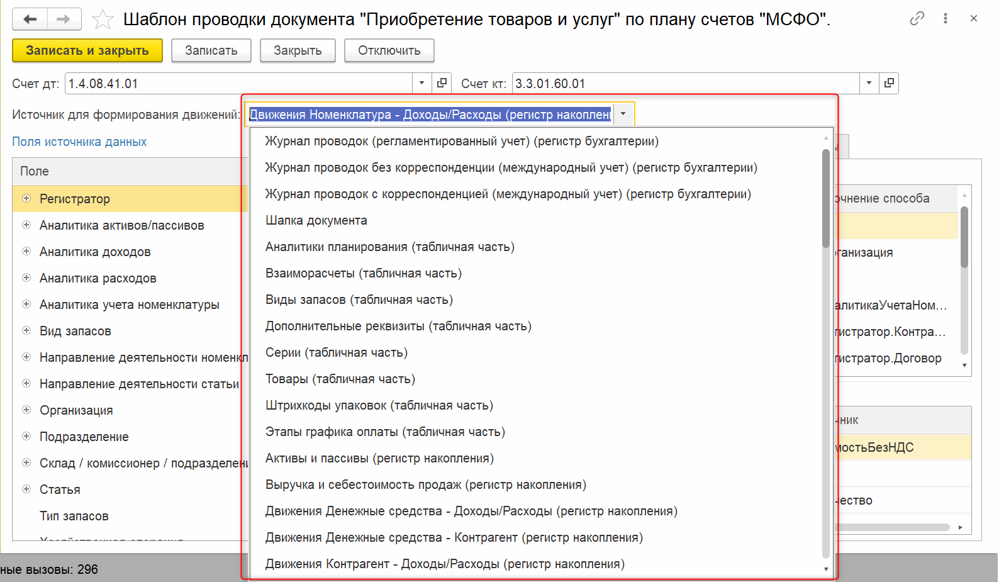 Шаблон проводки документа "Приобретение товаров и услуг" по плану счетов "МСФО".
Записать и закрыть Записать Закрыть Отключить
Счет дт: 1.4.08.41.01 Счет кт: 3.3.01.60.01
Источник для формирования движений: Движения Номенклатура - Доходы/Расходы (регистр
Поля источника данных
Журнал проводок (регламентированный учет) (регистр бухгалтерии)
Поле
Журнал проводок без корреспонденции (международный учет) (регистр бухгалтерии)
Регистратор
Журнал проводок с корреспонденцией (международный учет) (регистр бухгалтерии)
очнение способа
Аналитика активов/пассивов
Шапка документа
Аналитика доходов
Аналитики планирования (табличная часть)
ганизация
Аналитика расходов
Взаиморасчеты (табличная часть)
Аналитика учета номенклатуры
Виды запасов (табличная часть)
алитикаУчетаНом...
Вид запасов
Дополнительные реквизиты (табличная часть)
гистратор.Контра...
Направление деятельности номенкл
Серии (табличная часть)
гистратор.Договор
Направление деятельности статьи
Товары (табличная часть)
Организация
Штрихкоды упаковок (табличная часть)
ник
Подразделение
Этапы графика оплаты (табличная часть)
мостьБезНДС
Склад / комиссионер / подразделени
Активы и пассивы (регистр накопления)
Статья
Выручка и себестоимость продаж (регистр накопления)
чество
Тип запасов
Движения Денежные средства - Доходы/Расходы (регистр накопления)
Движения Денежные средства - Контрагент (регистр накопления)
ные вызовы: 296
Движения Контрагент - Доходы/Расходы (регистр накопления)